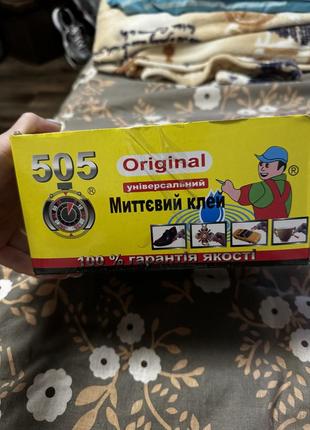 505
®
Original
®
універсальний
Миттєвий клей
100 % гарантія якості